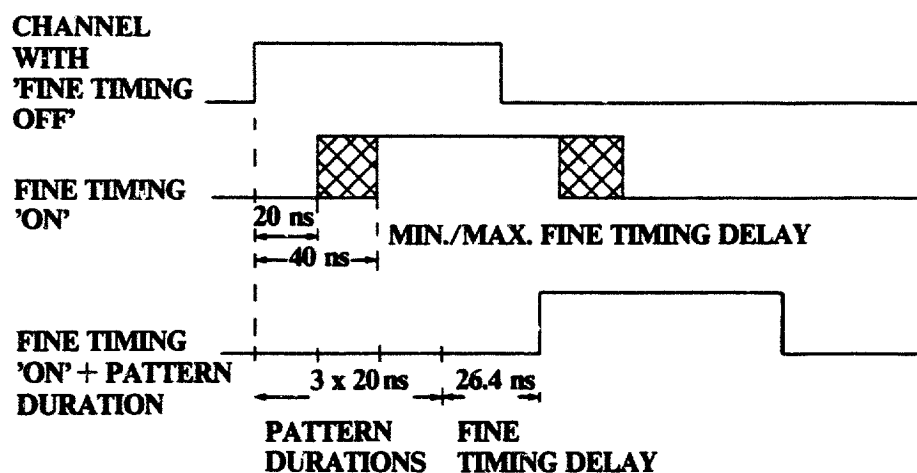 CHANNEL
WITH
'FINE TIMING
OFF'
FINE TIMING
'ON'
20 ns
40 ns
MIN./MAX. FINE TIMING DELAY
FINE TIMING
'ON' + PATTERN
DURATION
3 x 20 ns
26.4 ns
PATTERN
DURATIONS
FINE
TIMING DELAY